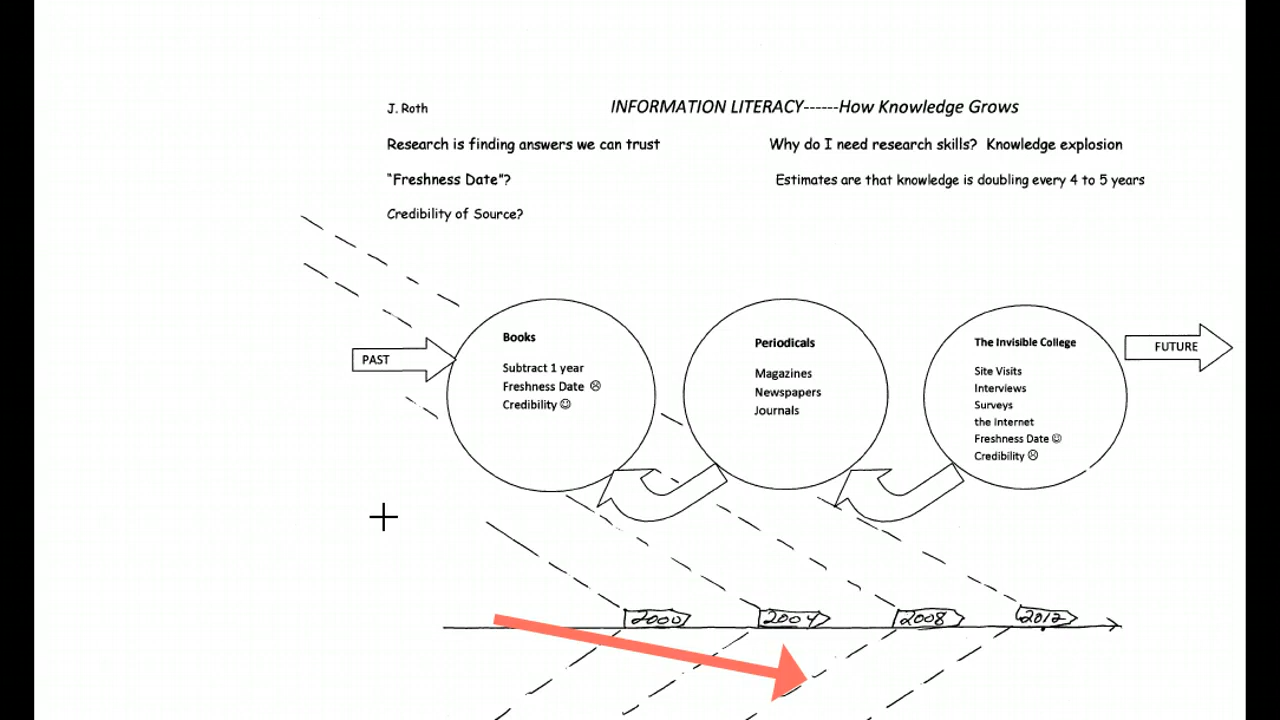 J. Roth
INFORMATION LITERACY------How Knowledge Grows
Research is finding answers we can trust
Why do I need research skills?  Knowledge explosion
"Freshness Date"?
Estimates are that knowledge is doubling every 4 to 5 years
Credibility of Source?
PAST
Books
Subtract 1 year
Freshness Date ☹
Credibility ☺
Periodicals
Magazines
Newspapers
Journals
The Invisible College
Site Visits
Interviews
Surveys
the Internet
Freshness Date ☺
Credibility ☹
FUTURE
2000
2004
2008
2012